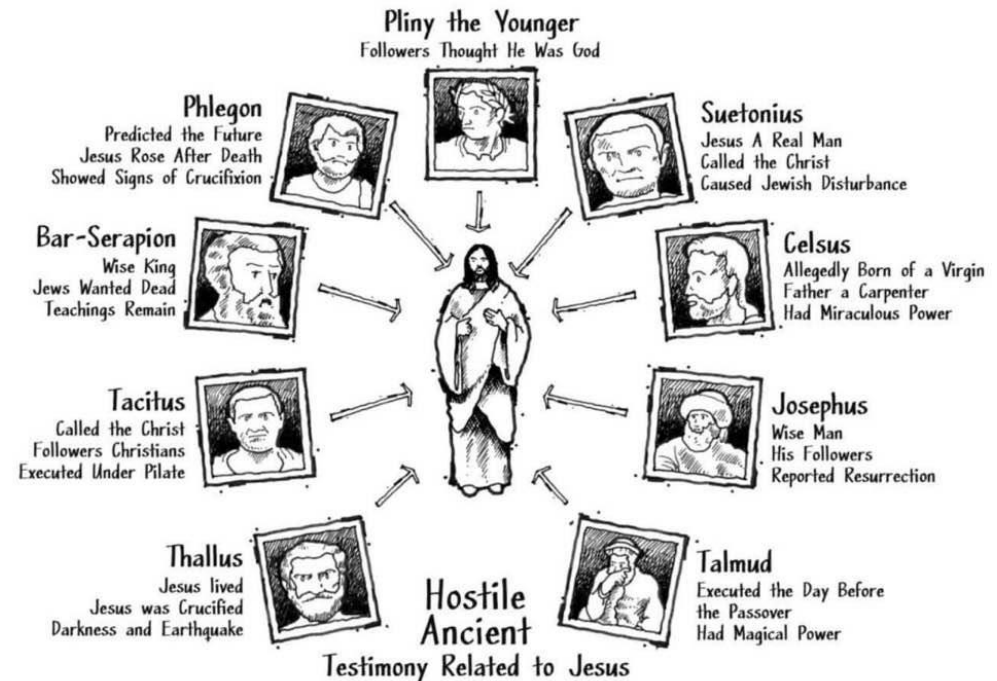 Pliny the Younger
Followers Thought He Was God
Phlegon
Predicted the Future
Jesus Rose After Death
Showed Signs of Crucifixion
Suetonius
Jesus A Real Man
Called the Christ
Caused Jewish Disturbance
Bar-Serapion
Wise King
Jews Wanted Dead
Teachings Remain
Celsus
Allegedly Born of a Virgin
Father a Carpenter
Had Miraculous Power
Tacitus
Called the Christ
Followers Christians
Executed Under Pilate
Josephus
Wise Man
His Followers
Reported Resurrection
Thallus
Jesus lived
Jesus was Crucified
Darkness and Earthquake
Talmud
Executed the Day Before
the Passover
Had Magical Power
Hostile
Ancient
Testimony Related to Jesus